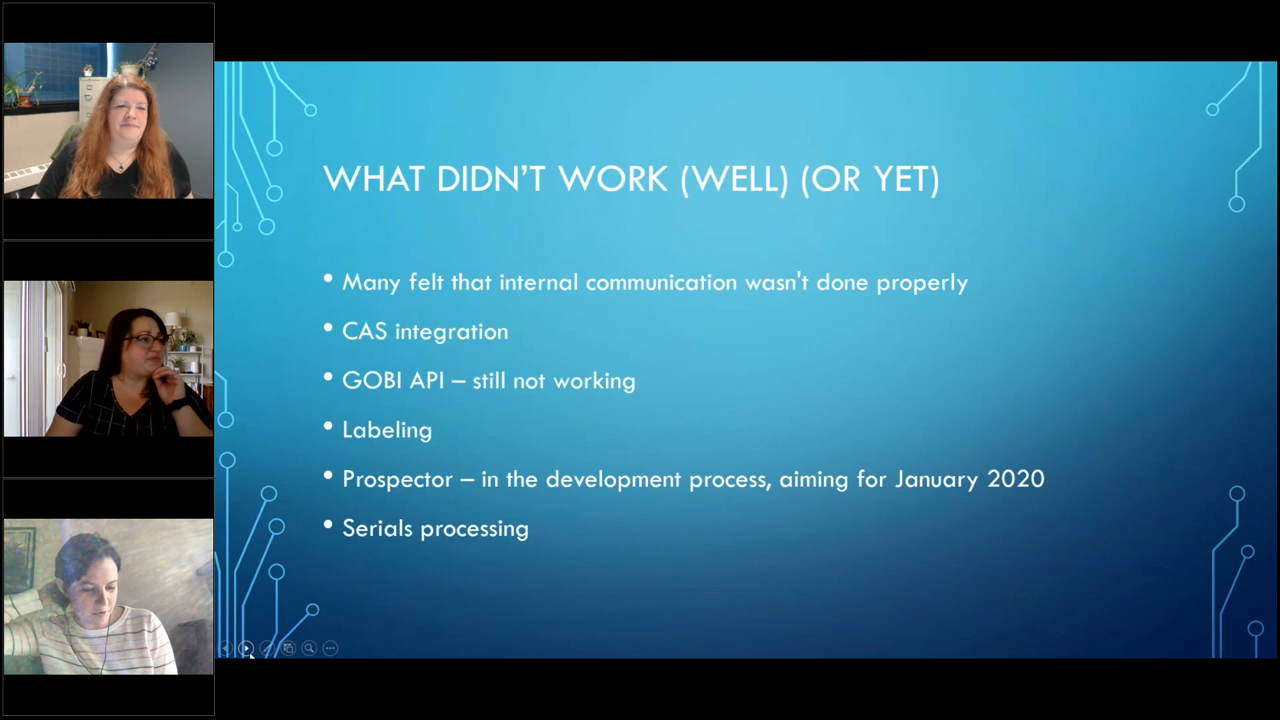 WHAT DIDN’T WORK (WELL) (OR YET)
• Many felt that internal communication wasn't done properly
• CAS integration
• GOBI API – still not working
• Labeling
• Prospector – in the development process, aiming for January 2020
• Serials processing